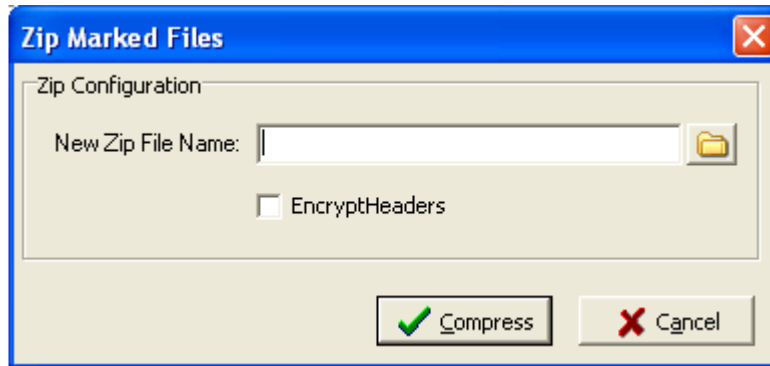 Zip Marked Files
Zip Configuration
New Zip File Name:
EncryptHeaders
Compress Cancel